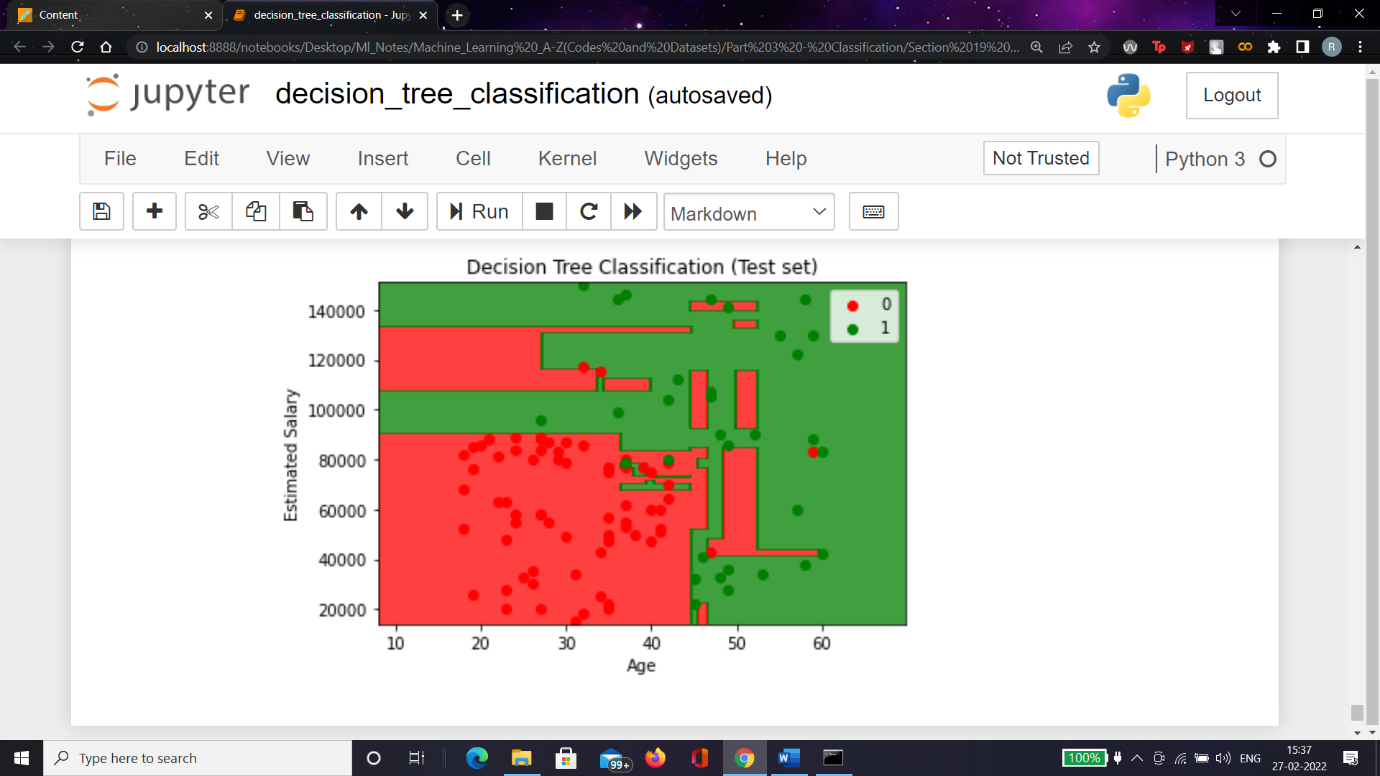 Content
decision_tree_classification - Jup
localhost:8888/notebooks/Desktop/Ml_Notes/Machine_Learning%20_A-Z(Codes%20and%20Datasets)/Part%203%20-%20Classification/Section%2019%20...
Tp
R
jupyter decision_tree_classification (autosaved)
Logout
File Edit View Insert Cell Kernel Widgets Help
Not Trusted
Python 3
Run
Markdown
Decision Tree Classification (Test set)
0
1
140000
120000
100000
80000
60000
40000
20000
Estimated Salary
10 20 30 40 50 60
Age
Type here to search
99+
100%
ENG
15:37
27-02-2022